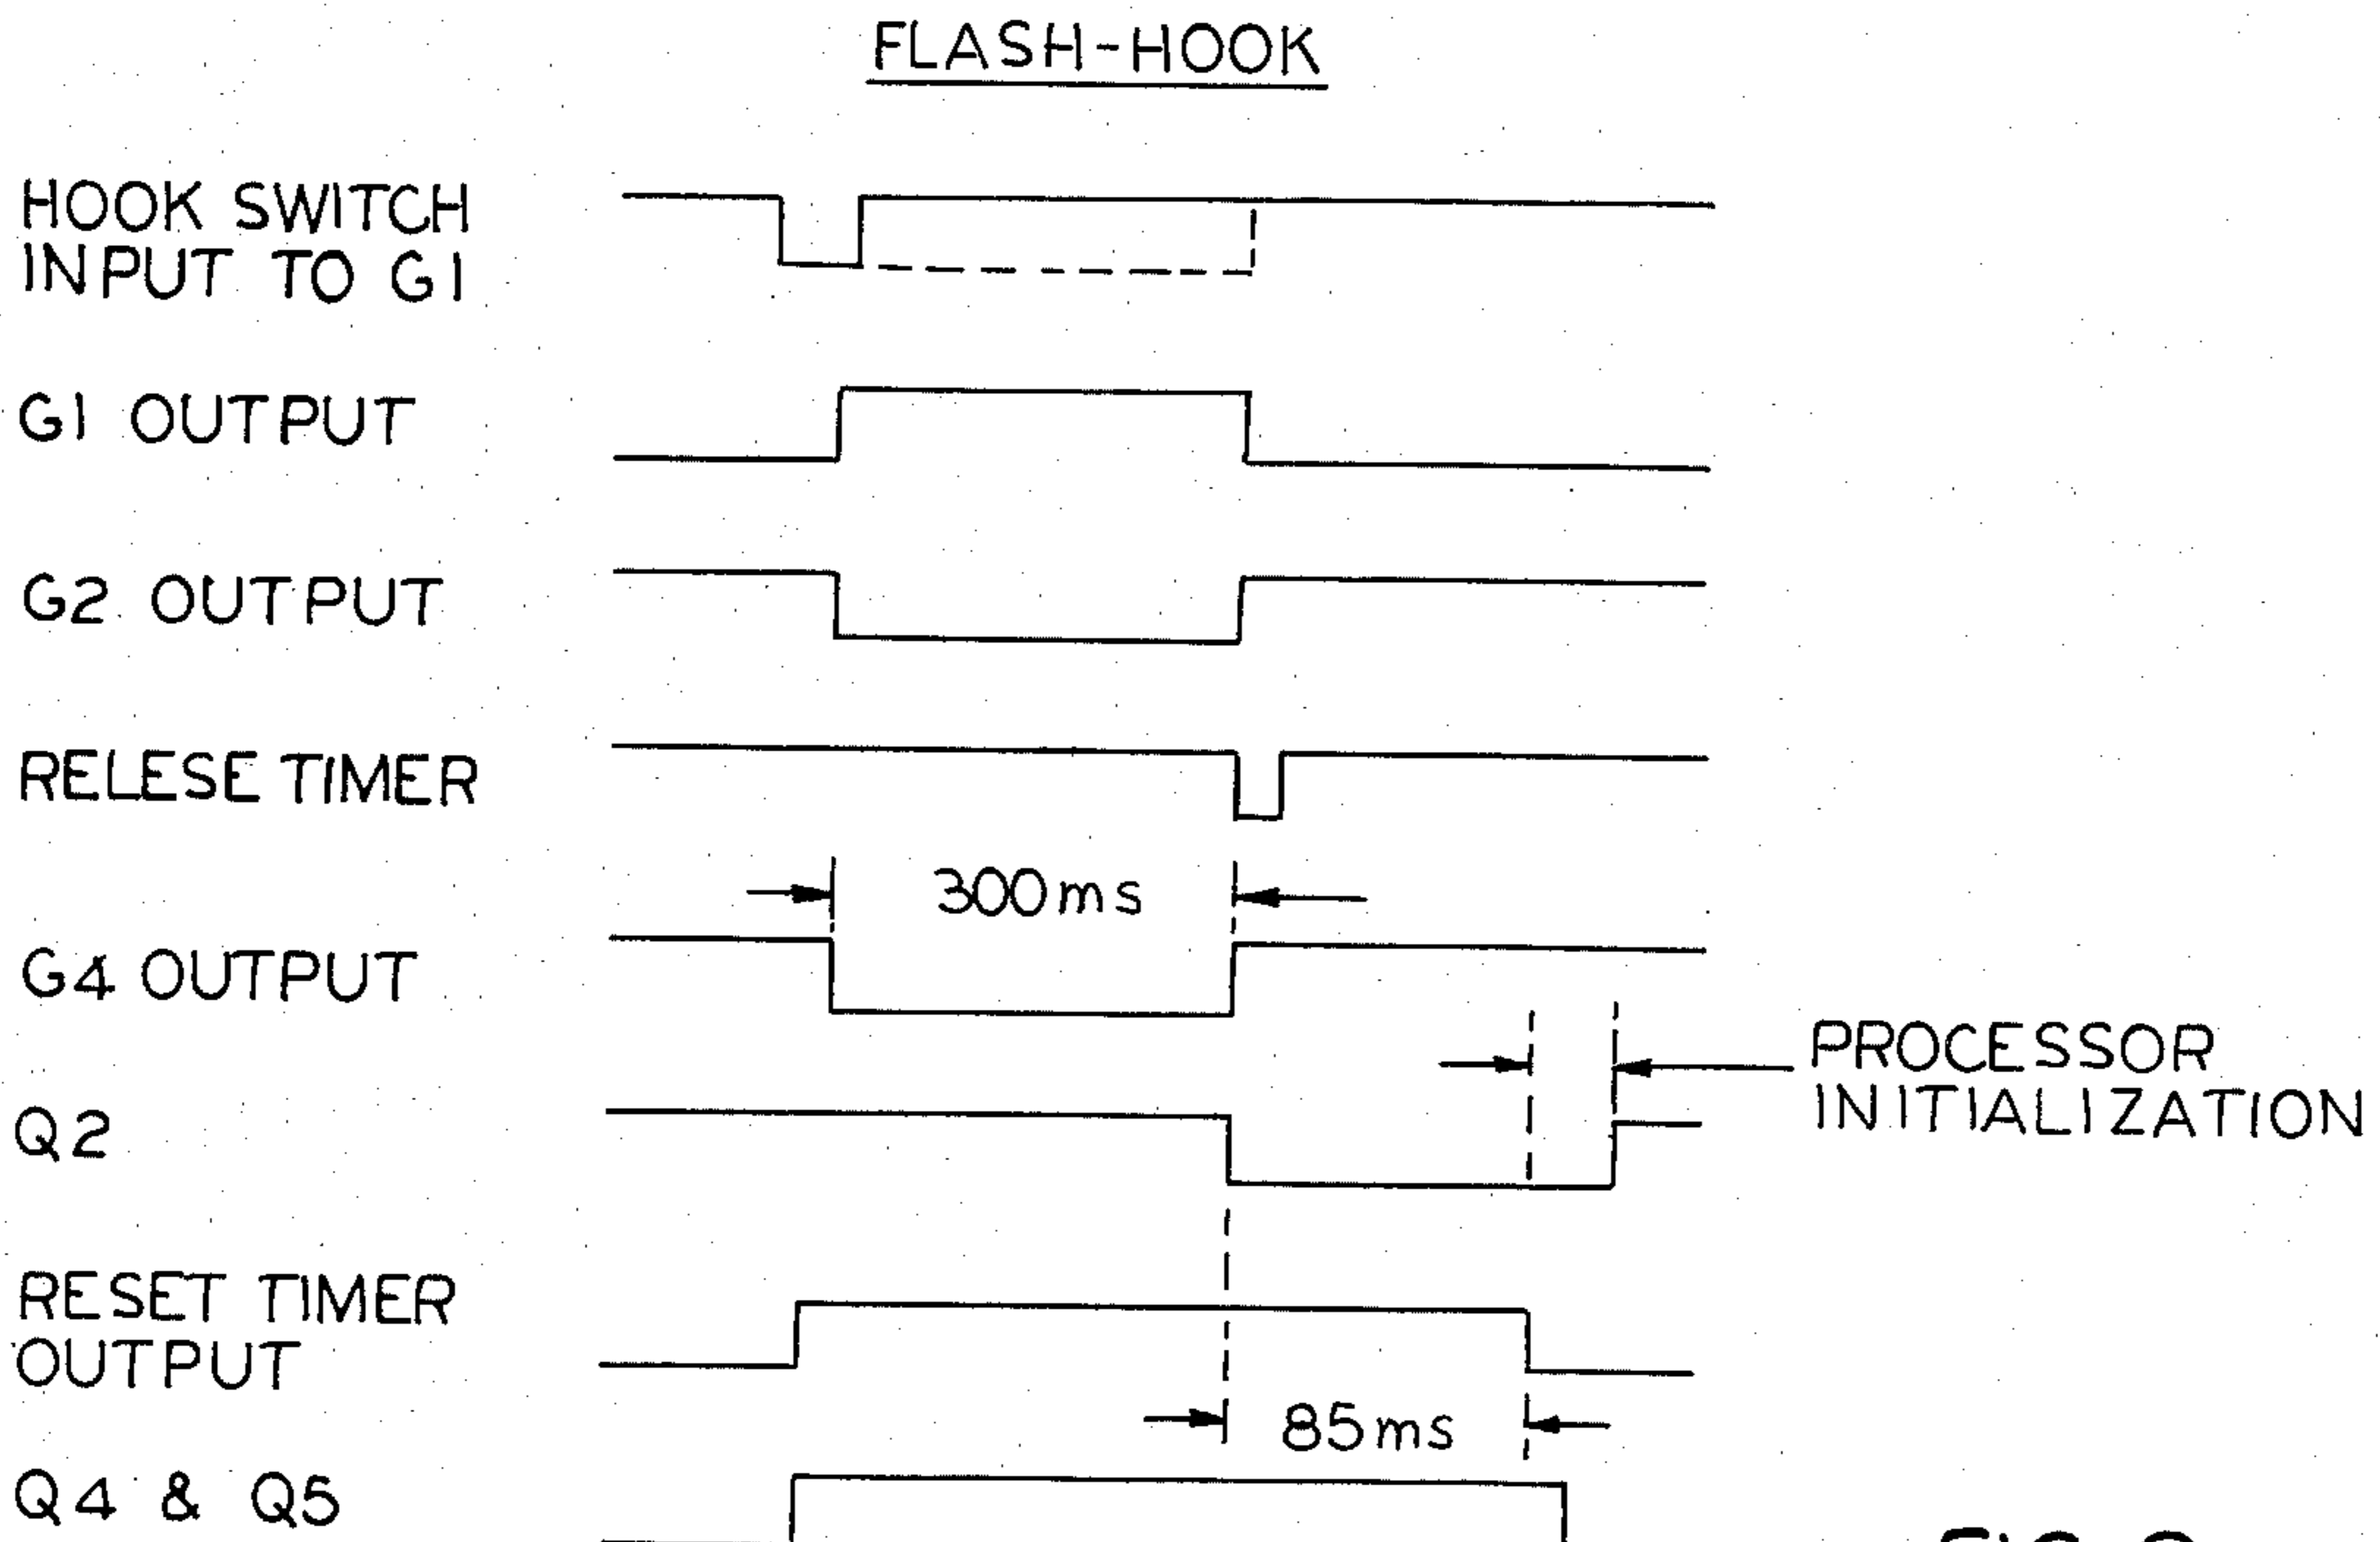 FLASH-HOOK
HOOK SWITCH
INPUT TO G1
G1 OUTPUT
G2 OUTPUT
RELESE TIMER
300ms
G4 OUTPUT
PROCESSOR
INITIALIZATION
Q2
RESET TIMER
OUTPUT
85ms
Q4 & Q5